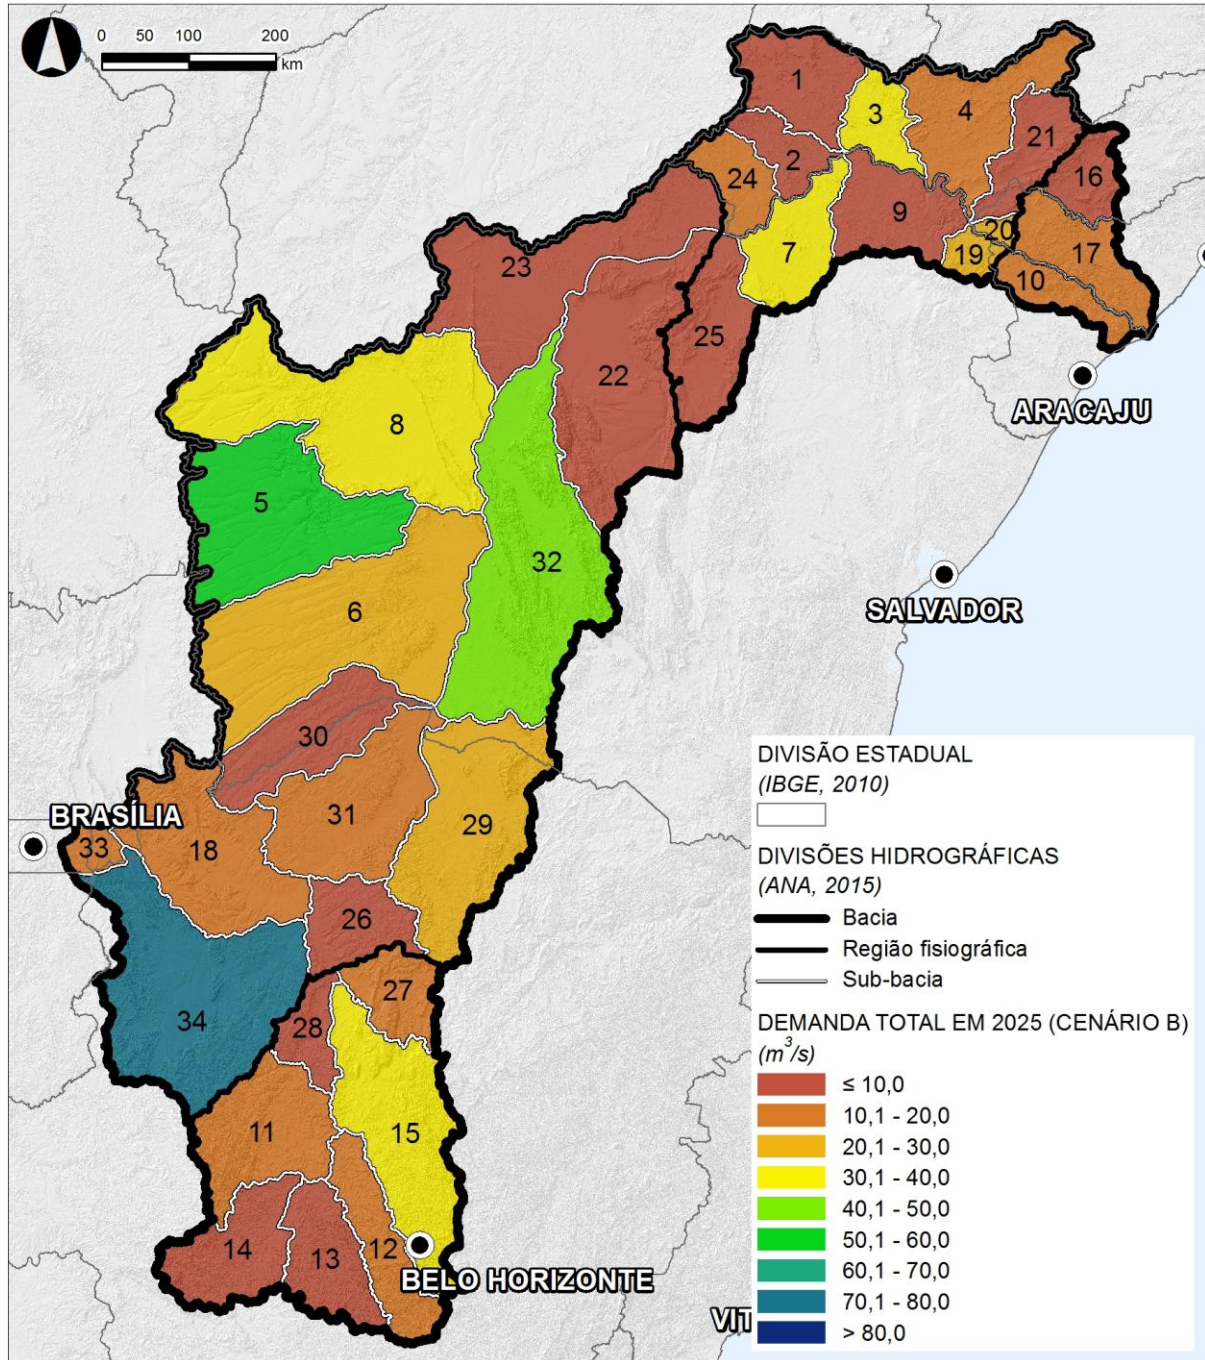 0 50 100 200
km
1
3
4
21
2
24
16
9
20
7
19
17
10
23
25
22
ARACAJU
8
5
32
SALVADOR
6
30
31
29
BRASÍLIA
33
18
26
27
34
28
11
15
14
13
12
BELO HORIZONTE
VIT
DIVISÃO ESTADUAL
(IBGE, 2010)
DIVISÕES HIDROGRÁFICAS
(ANA, 2015)
Bacia
Região fisiográfica
Sub-bacia
DEMANDA TOTAL EM 2025 (CENÁRIO B)
(m³/s)
≤ 10,0
10,1 - 20,0
20,1 - 30,0
30,1 - 40,0
40,1 - 50,0
50,1 - 60,0
60,1 - 70,0
70,1 - 80,0
> 80,0